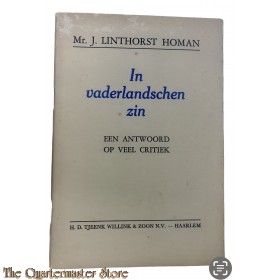 Mr. J. LINTHORST HOMAN
In
vaderlandschen
zin
EEN ANTWOORD
OP VEEL CRITIEK
H. D. TJEENK WILLINK & ZOON N.V. — HAARLEM
The Quartermaster Store